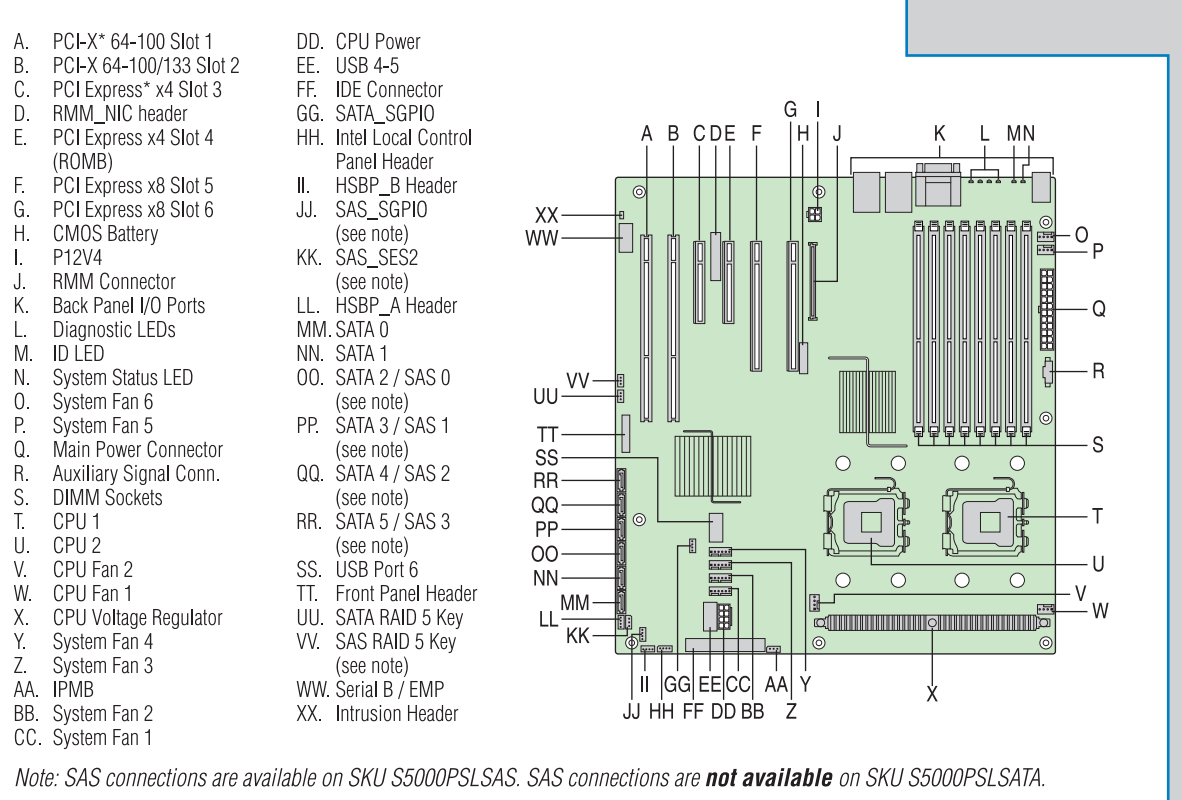 A. PCI-X* 64-100 Slot 1
B. PCI-X 64-100/133 Slot 2
C. PCI Express* x4 Slot 3
D. RMM_NIC header
E. PCI Express x4 Slot 4
(ROMB)
F. PCI Express x8 Slot 5
G. PCI Express x8 Slot 6
H. CMOS Battery
I. P12V4
J. RMM Connector
K. Back Panel I/O Ports
L. Diagnostic LEDs
M. ID LED
N. System Status LED
O. System Fan 6
P. System Fan 5
Q. Main Power Connector
R. Auxiliary Signal Conn.
S. DIMM Sockets
T. CPU 1
U. CPU 2
V. CPU Fan 2
W. CPU Fan 1
X. CPU Voltage Regulator
Y. System Fan 4
Z. System Fan 3
AA. IPMB
BB. System Fan 2
CC. System Fan 1
DD. CPU Power
EE. USB 4-5
FF. IDE Connector
GG. SATA_SGPIO
HH. Intel Local Control
Panel Header
II. HSBP_B Header
JJ. SAS_SGPIO
(see note)
KK. SAS_SES2
(see note)
LL. HSBP_A Header
MM. SATA 0
NN. SATA 1
OO. SATA 2 / SAS 0
(see note)
PP. SATA 3 / SAS 1
(see note)
QQ. SATA 4 / SAS 2
(see note)
RR. SATA 5 / SAS 3
(see note)
SS. USB Port 6
TT. Front Panel Header
UU. SATA RAID 5 Key
VV. SAS RAID 5 Key
(see note)
WW. Serial B / EMP
XX. Intrusion Header
A B C D E F G H I J K L M N
XX
WW
VV
UU
TT
SS
RR
QQ
PP
OO
NN
MM
LL
KK
O
P
Q
R
S
T
U
V
W
II GG EE CC AA Y X
JJ HH FF DD BB Z
Note: SAS connections are available on SKU S5000PSLSAS. SAS connections are not available on SKU S5000PSLSATA.